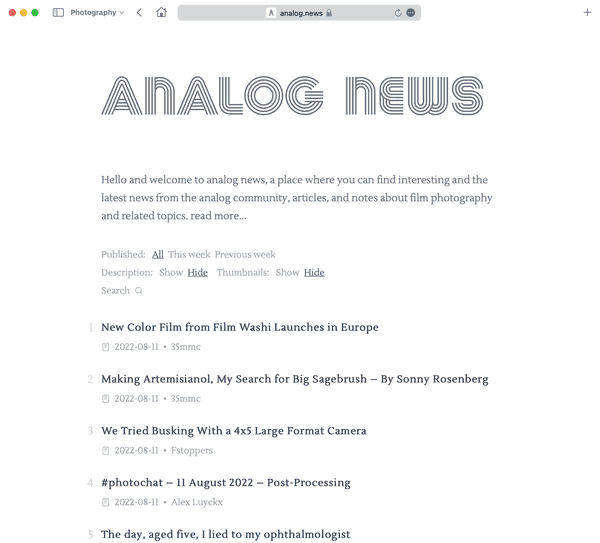 Photography
A analog.news
ANALOG NEWS
Hello and welcome to analog news, a place where you can find interesting and the
latest news from the analog community, articles, and notes about film photography
and related topics. read more...
Published: All This week Previous week
Description: Show Hide Thumbnails: Show Hide
Search
1 New Color Film from Film Washi Launches in Europe
2022-08-11 • 35mmc
2 Making Artemisianol, My Search for Big Sagebrush – By Sonny Rosenberg
2022-08-11 • 35mmc
3 We Tried Busking With a 4x5 Large Format Camera
2022-08-11 • Fstoppers
4 #photochat – 11 August 2022 – Post-Processing
2022-08-11 • Alex Luyckx
5 The day, aged five, I lied to my ophthalmologist